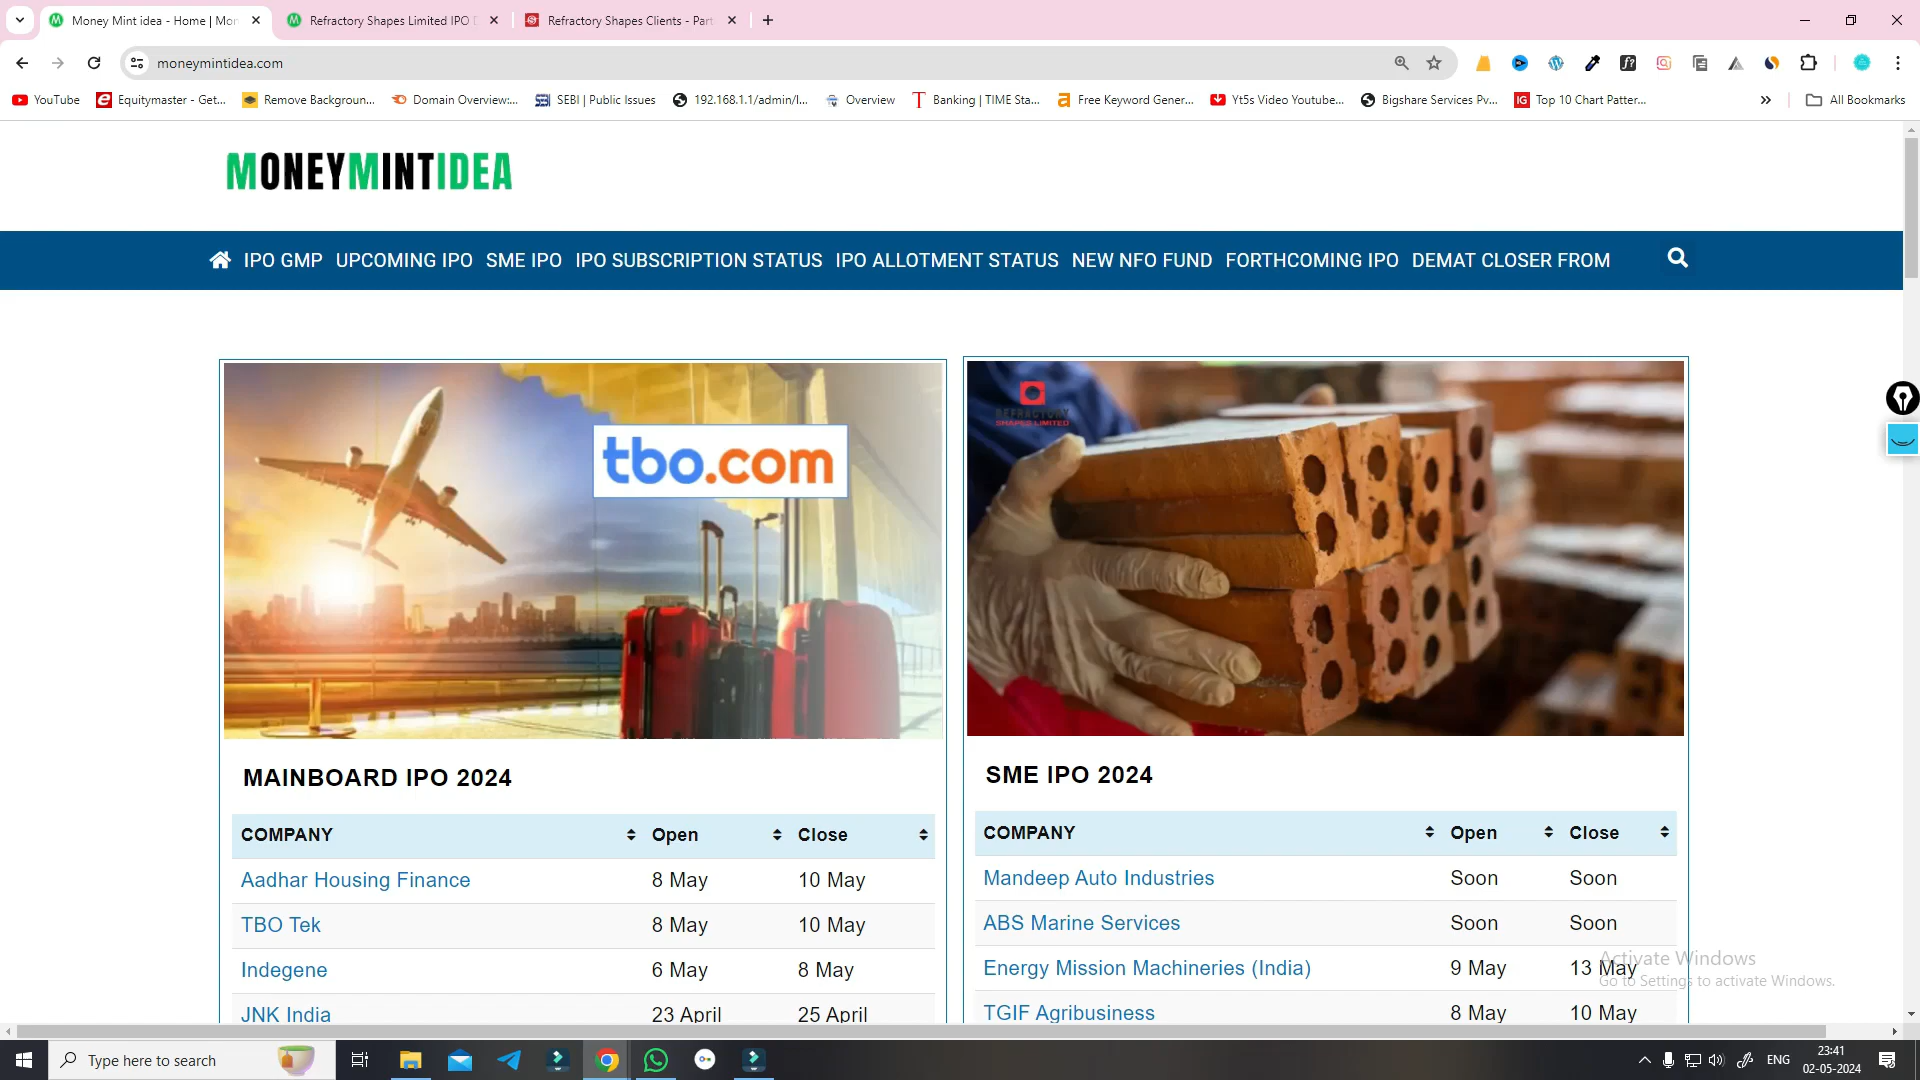 Money Mint idea - Home | Mon
Refractory Shapes Limited IPO D
Refractory Shapes Clients - Part
moneymintidea.com
YouTube
Equitymaster - Get...
Remove Backgroun...
Domain Overview:...
SEBI | Public Issues
192.168.1.1/admin/l...
Overview
Banking | TIME Sta...
Free Keyword Gener...
Yt5s Video Youtube...
Bigshare Services Pv...
Top 10 Chart Patter...
All Bookmarks
MONEYMINTIDEA
IPO GMP UPCOMING IPO SME IPO IPO SUBSCRIPTION STATUS IPO ALLOTMENT STATUS NEW NFO FUND FORTHCOMING IPO DEMAT CLOSER FROM
tbo.com
REFRACTORY
SHAPES LIMITED
MAINBOARD IPO 2024
COMPANY Open Close
Aadhar Housing Finance 8 May 10 May
TBO Tek 8 May 10 May
Indegene 6 May 8 May
JNK India 23 April 25 April
SME IPO 2024
COMPANY Open Close
Mandeep Auto Industries Soon Soon
ABS Marine Services Soon Soon
Energy Mission Machineries (India) 9 May 13 May
TGIF Agribusiness 8 May 10 May
Activate Windows
Go to Settings to activate Windows.
Type here to search
ENG
23:41
02-05-2024